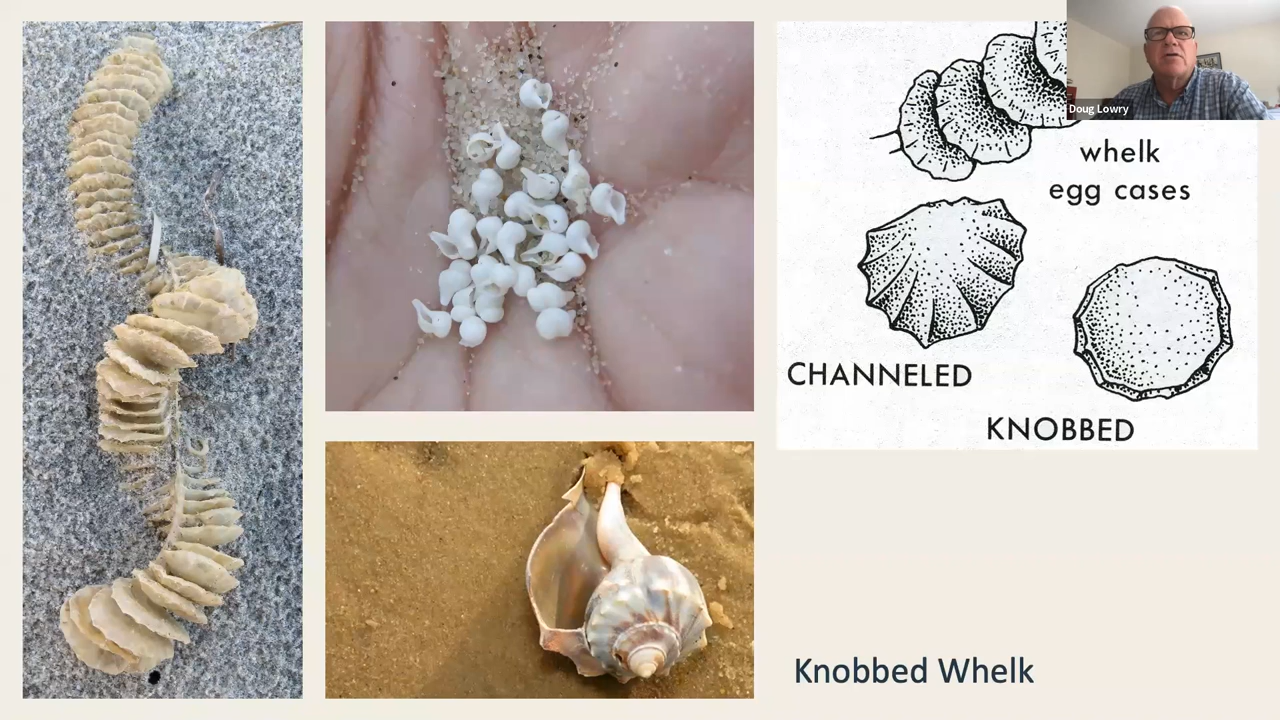 Doug Lowry
whelk
egg cases
CHANNELED
KNOBBED
Knobbed Whelk